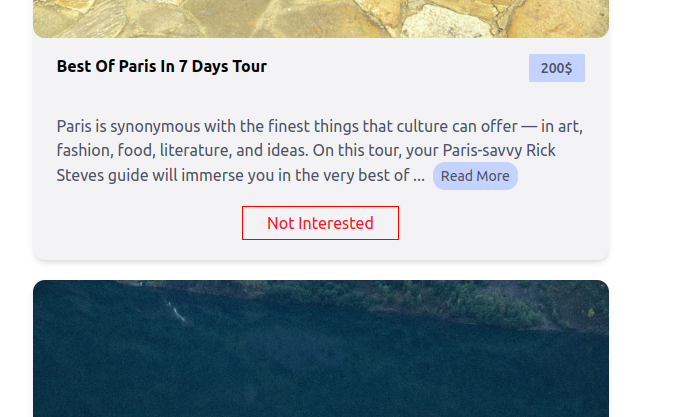 Best Of Paris In 7 Days Tour
200$
Paris is synonymous with the finest things that culture can offer — in art,
fashion, food, literature, and ideas. On this tour, your Paris-savvy Rick
Steves guide will immerse you in the very best of ... Read More
Not Interested